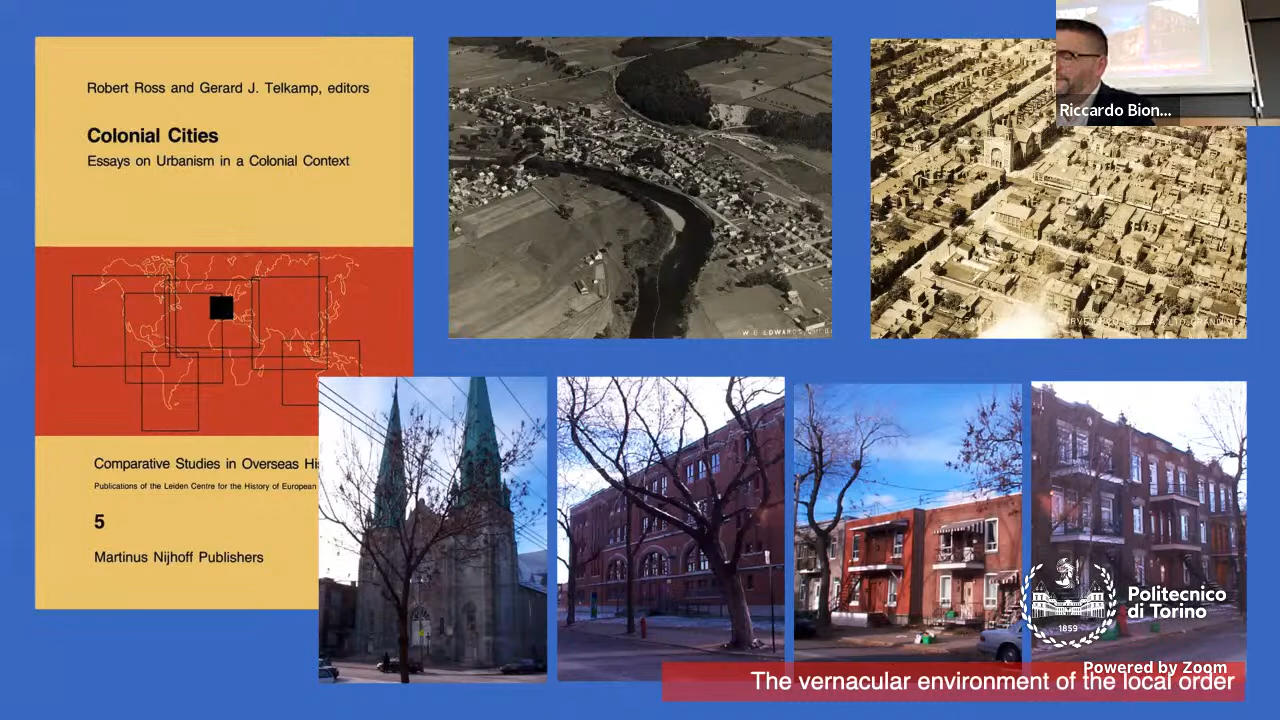 Robert Ross and Gerard J. Telkamp, editors
Colonial Cities
Essays on Urbanism in a Colonial Context
Comparative Studies in Overseas
Publications of the Leiden Centre for the History of European
5
Martinus Nijhoff Publishers
W. B. EDWARDS,
Riccardo Bion...
Politecnico
di Torino
1859
Powered by Zoom
The vernacular environment of the local order